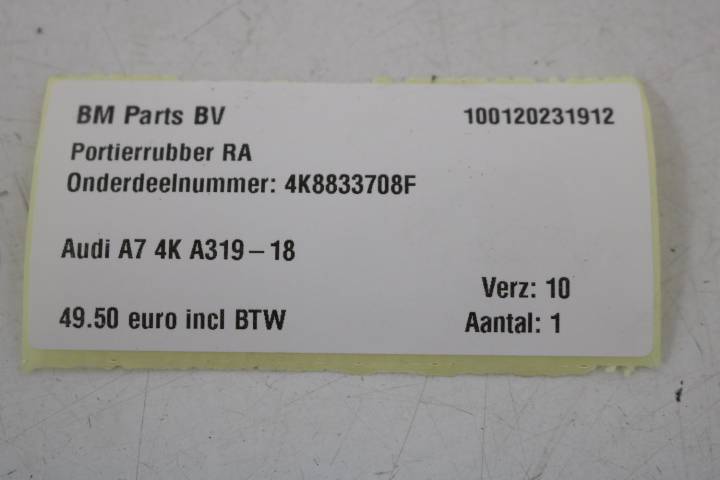 BM Parts BV 100120231912
Portierrubber RA
Onderdeelnummer: 4K8833708F
Audi A7 4K A319-18
Verz: 10
49.50 euro incl BTW Aantal: 1